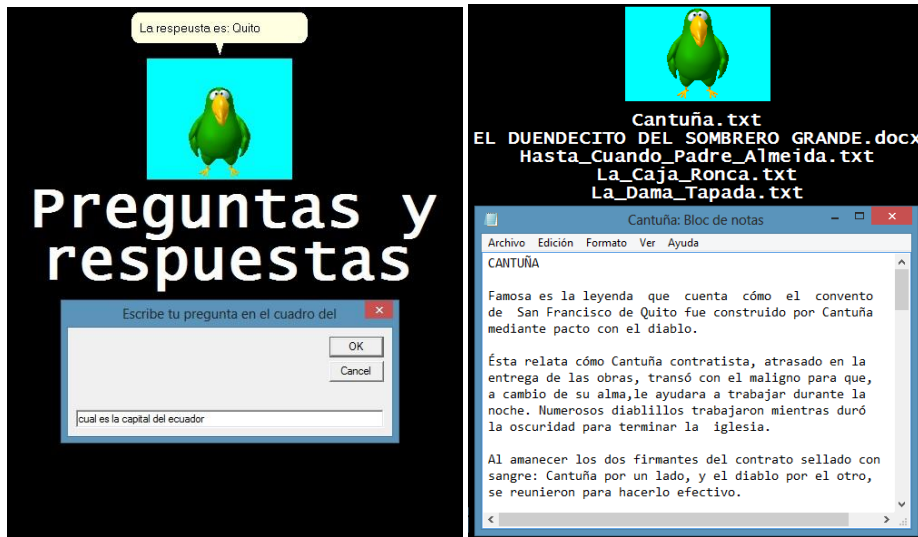 La respeusta es: Quito
Preguntas y
respuestas
Escribe tu pregunta en el cuadro del
OK
Cancel
cual es la capital del ecuador
Cantuña.txt
EL DUENDECITO DEL SOMBRERO GRANDE.docx
Hasta_Cuando_Padre_Almeida.txt
La_Caja_Ronca.txt
La_Dama_Tapada.txt
Cantuña: Bloc de notas
Archivo Edición Formato Ver Ayuda
CANTUÑA
Famosa es la leyenda que cuenta cómo el convento
de San Francisco de Quito fue construido por Cantuña
mediante pacto con el diablo.
Ésta relata cómo Cantuña contratista, atrasado en la
entrega de las obras, transó con el maligno para que,
a cambio de su alma,le ayudara a trabajar durante la
noche. Numerosos diablillos trabajaron mientras duró
la oscuridad para terminar la iglesia.
Al amanecer los dos firmantes del contrato sellado con
sangre: Cantuña por un lado, y el diablo por el otro,
se reunieron para hacerlo efectivo.